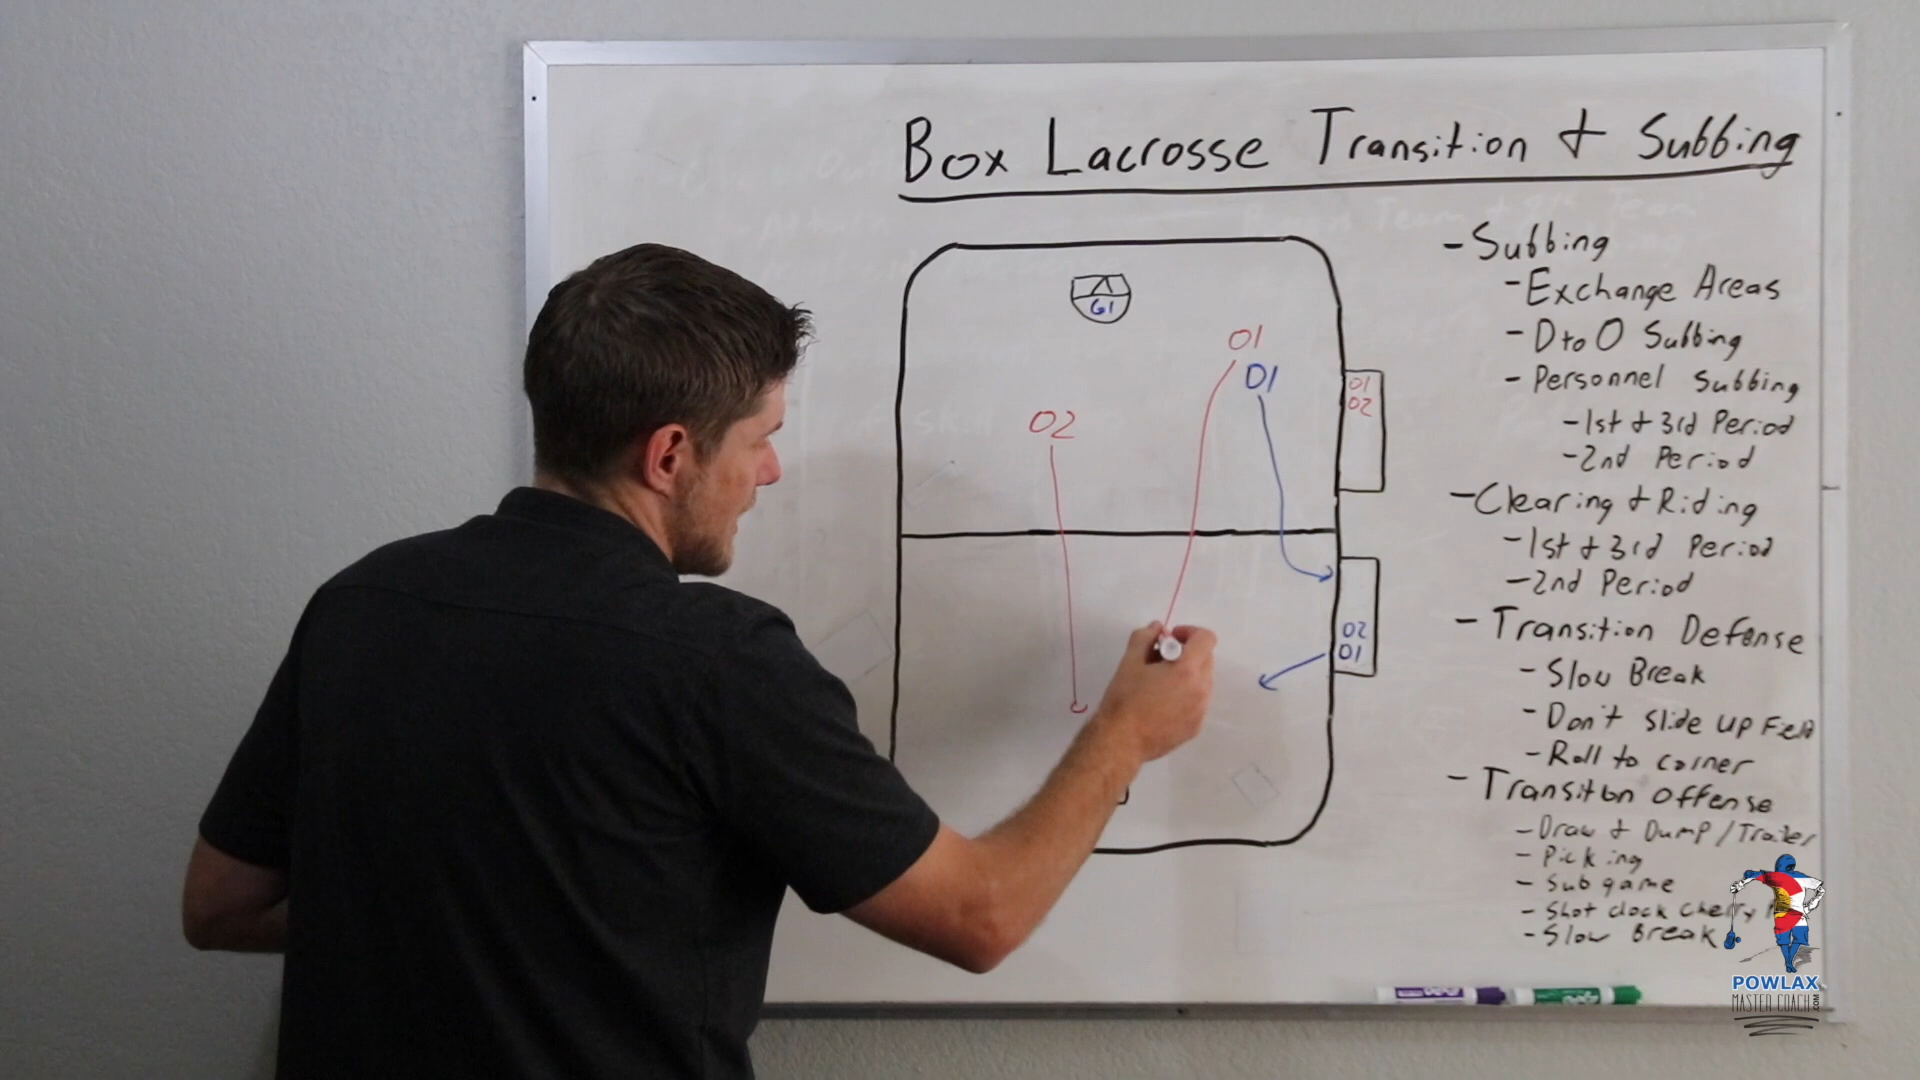 Box Lacrosse Transition + Subbing
G1
O1
D1
O2
O1
O2
O2
O1
- Subbing
- Exchange Areas
- D to O Subbing
- Personnel Subbing
- 1st + 3rd Period
- 2nd Period
- Clearing + Riding
- 1st + 3rd Period
- 2nd Period
- Transition Defense
- Slow Break
- Don't slide up Field
- Roll to corner
- Transition offense
- Draw + Dump / Trailer
- Picking
- Sub game
- Shot clock cherry
- Slow Break
POWLAX
MASTER COACH
.COM